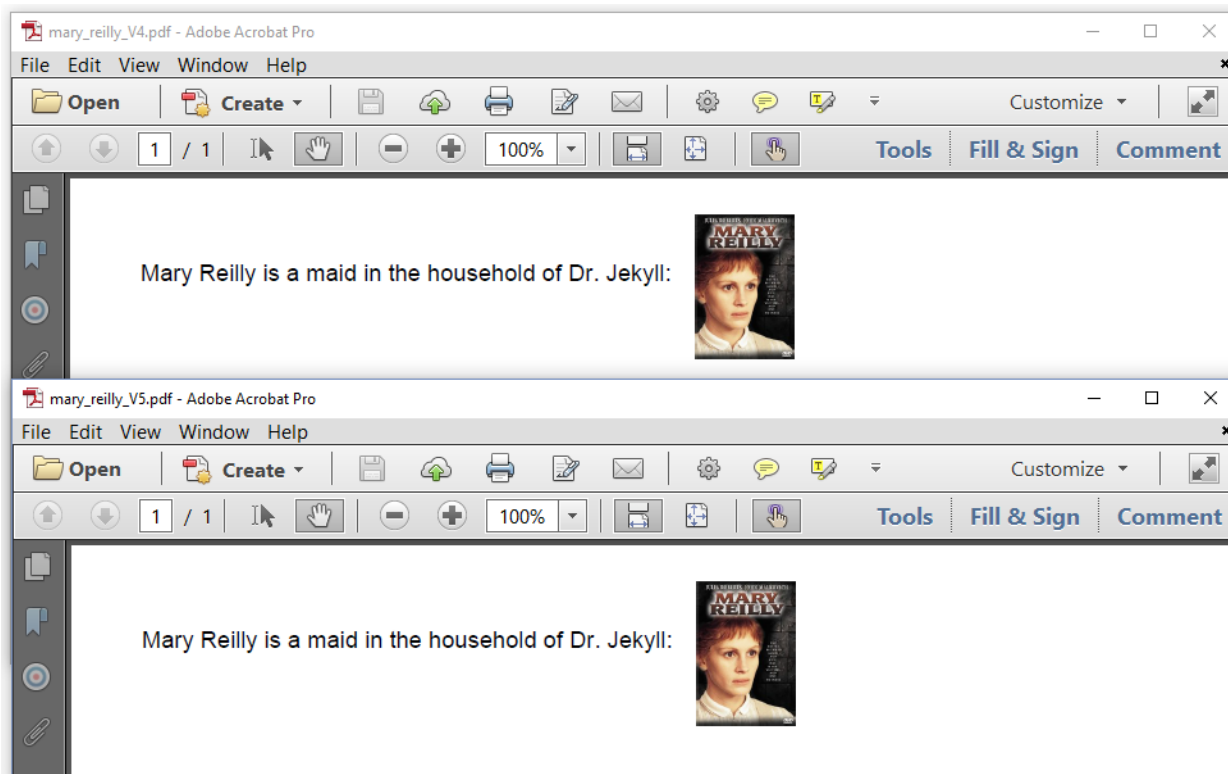 mary_reilly_V4.pdf - Adobe Acrobat Pro
File Edit View Window Help
Open Create Customize
1 / 1 100% Tools Fill & Sign Comment
Mary Reilly is a maid in the household of Dr. Jekyll:
MARY
REILLY
mary_reilly_V5.pdf - Adobe Acrobat Pro
File Edit View Window Help
Open Create Customize
1 / 1 100% Tools Fill & Sign Comment
Mary Reilly is a maid in the household of Dr. Jekyll:
MARY
REILLY